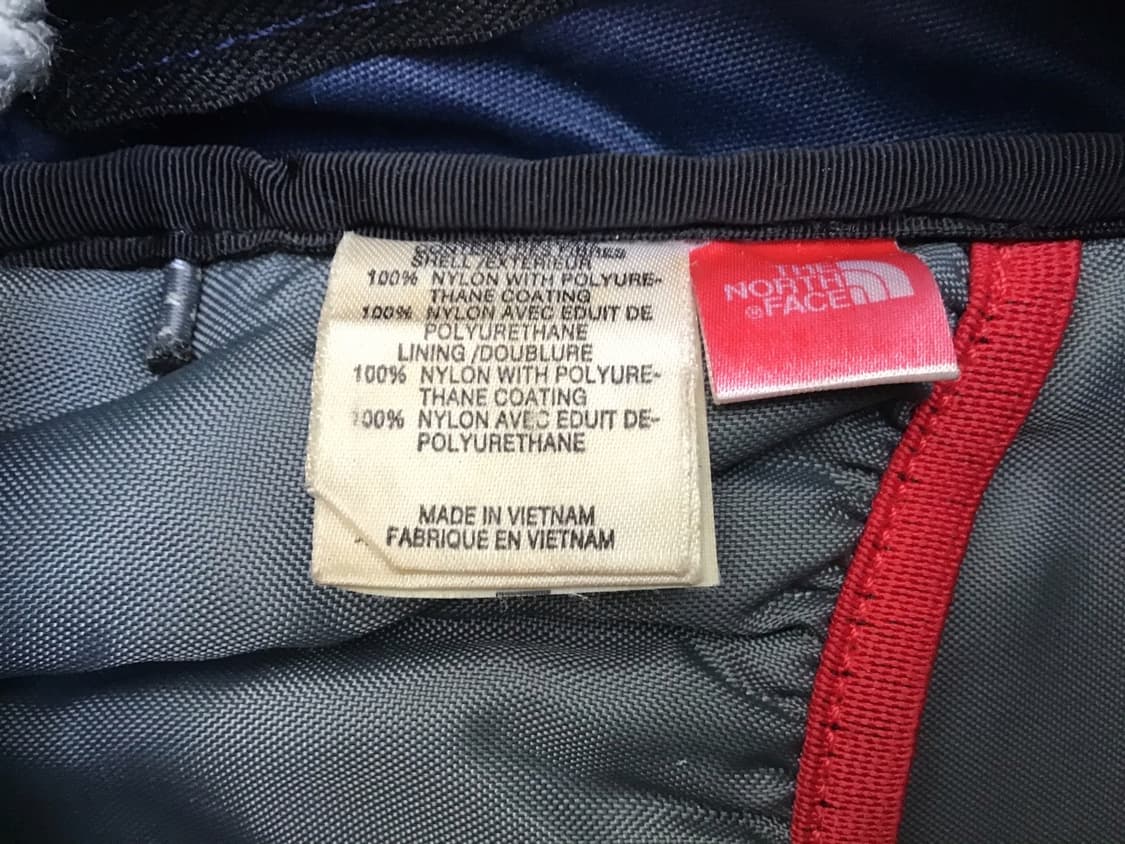 SHELL/EXTERIEUR
100% NYLON WITH POLYURE-
THANE COATING
100% NYLON AVEC EDUIT DE
POLYURETHANE
LINING /DOUBLURE
100% NYLON WITH POLYURE-
THANE COATING
100% NYLON AVEC EDUIT DE-
POLYURETHANE
MADE IN VIETNAM
FABRIQUE EN VIETNAM
THE
NORTH
®FACE